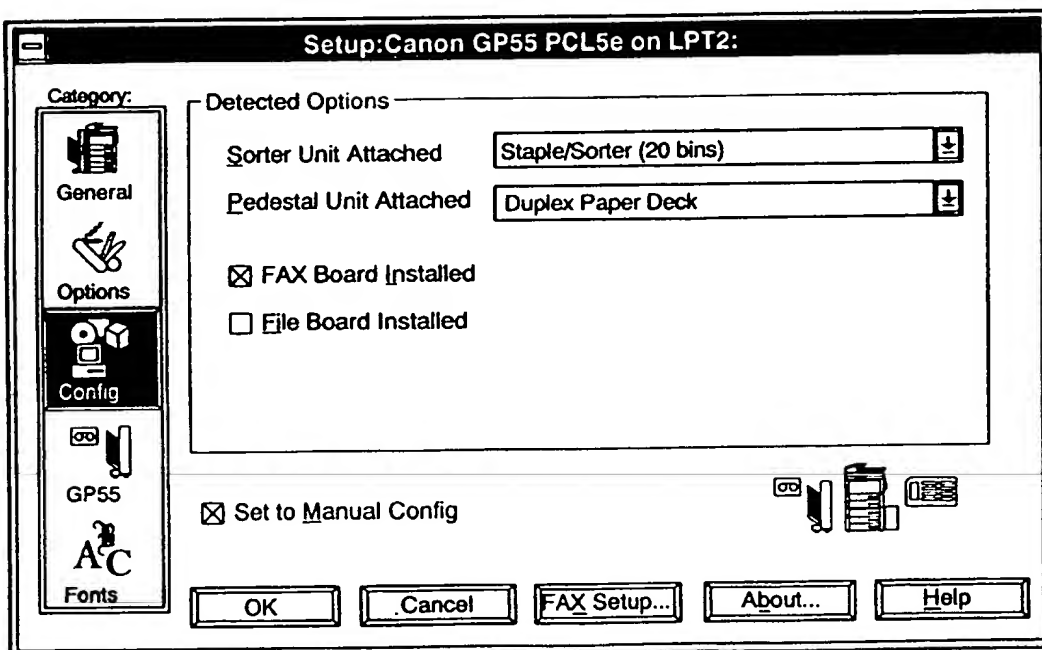 Setup:Canon GP55 PCL5e on LPT2:
Category:
General
Options
Config
GP55
Fonts
Detected Options
Sorter Unit Attached Staple/Sorter (20 bins)
Pedestal Unit Attached Duplex Paper Deck
FAX Board Installed
File Board Installed
Set to Manual Config
OK Cancel FAX Setup... About... Help